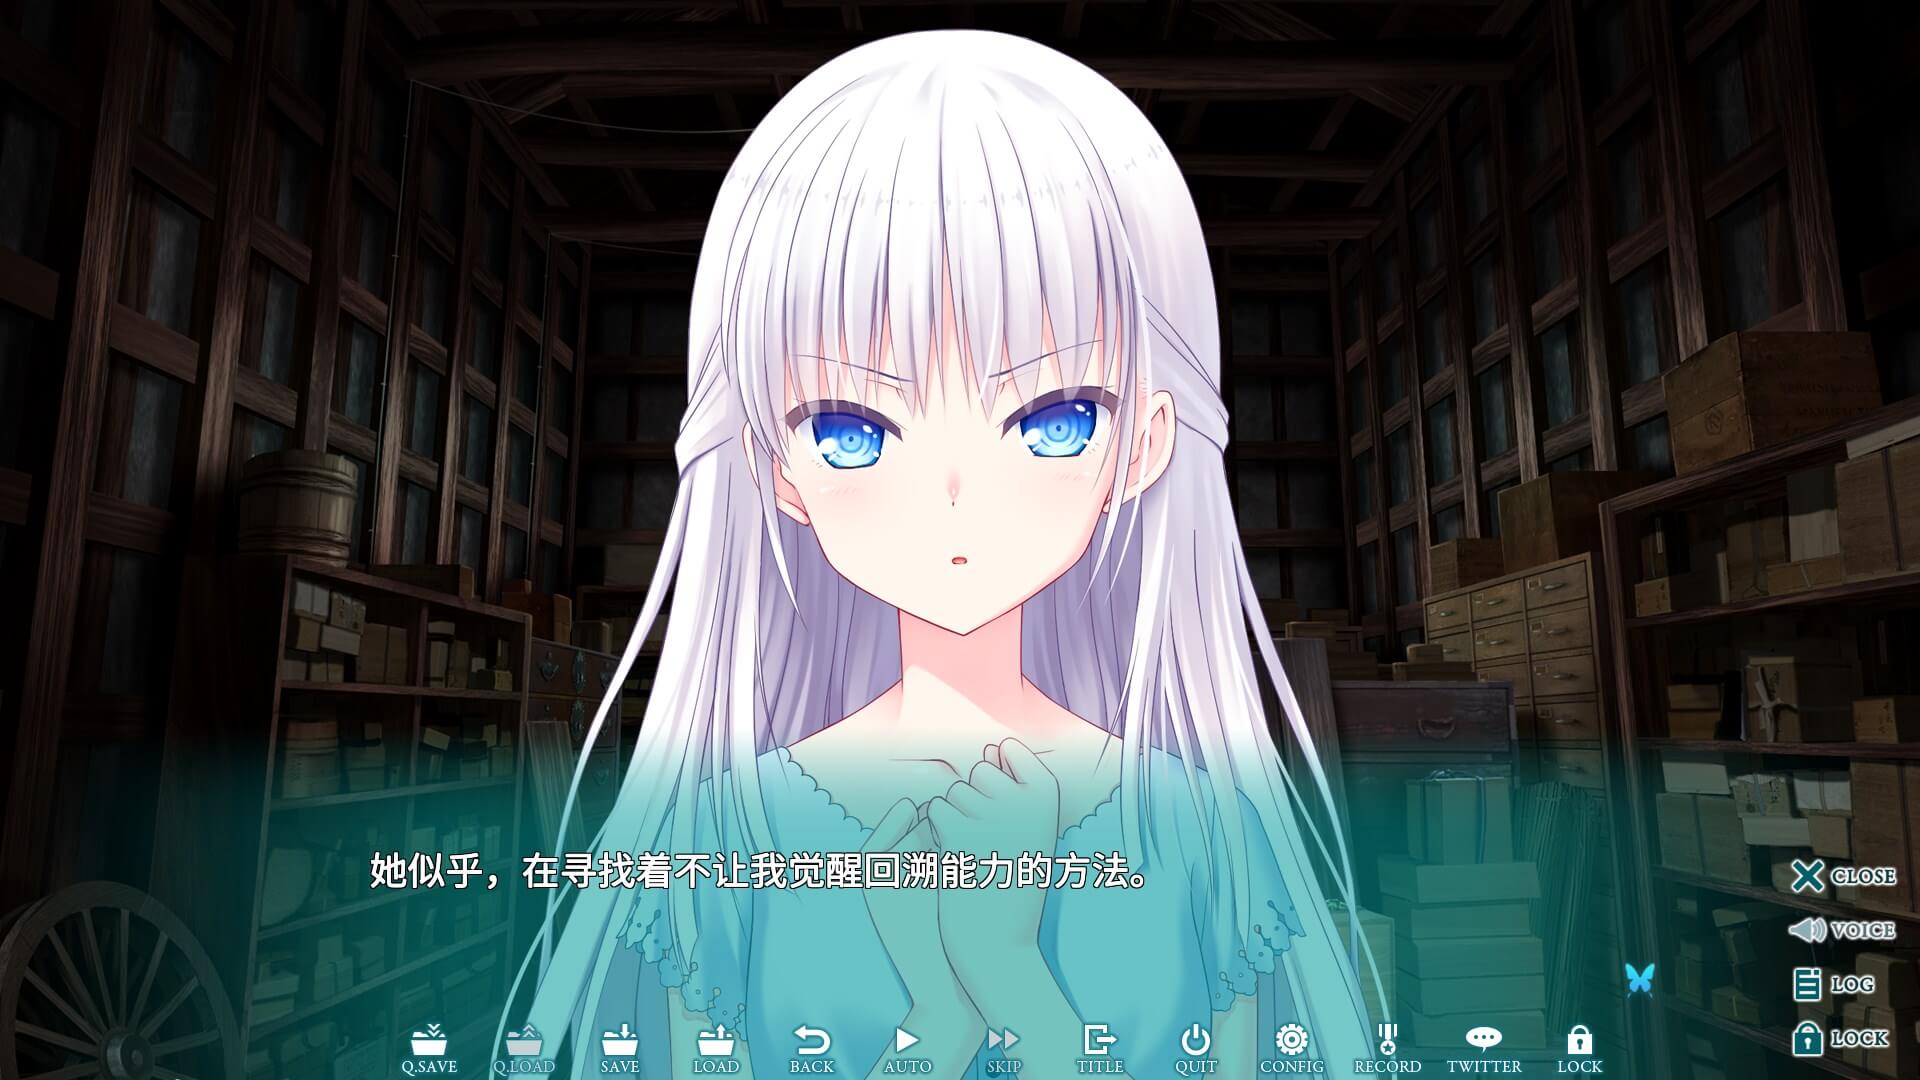 她似乎，在寻找着不让我觉醒回溯能力的方法。
CLOSE
VOICE
LOG
LOCK
Q.SAVE
Q.LOAD
SAVE
LOAD
BACK
AUTO
SKIP
TITLE
QUIT
CONFIG
RECORD
TWITTER
LOCK